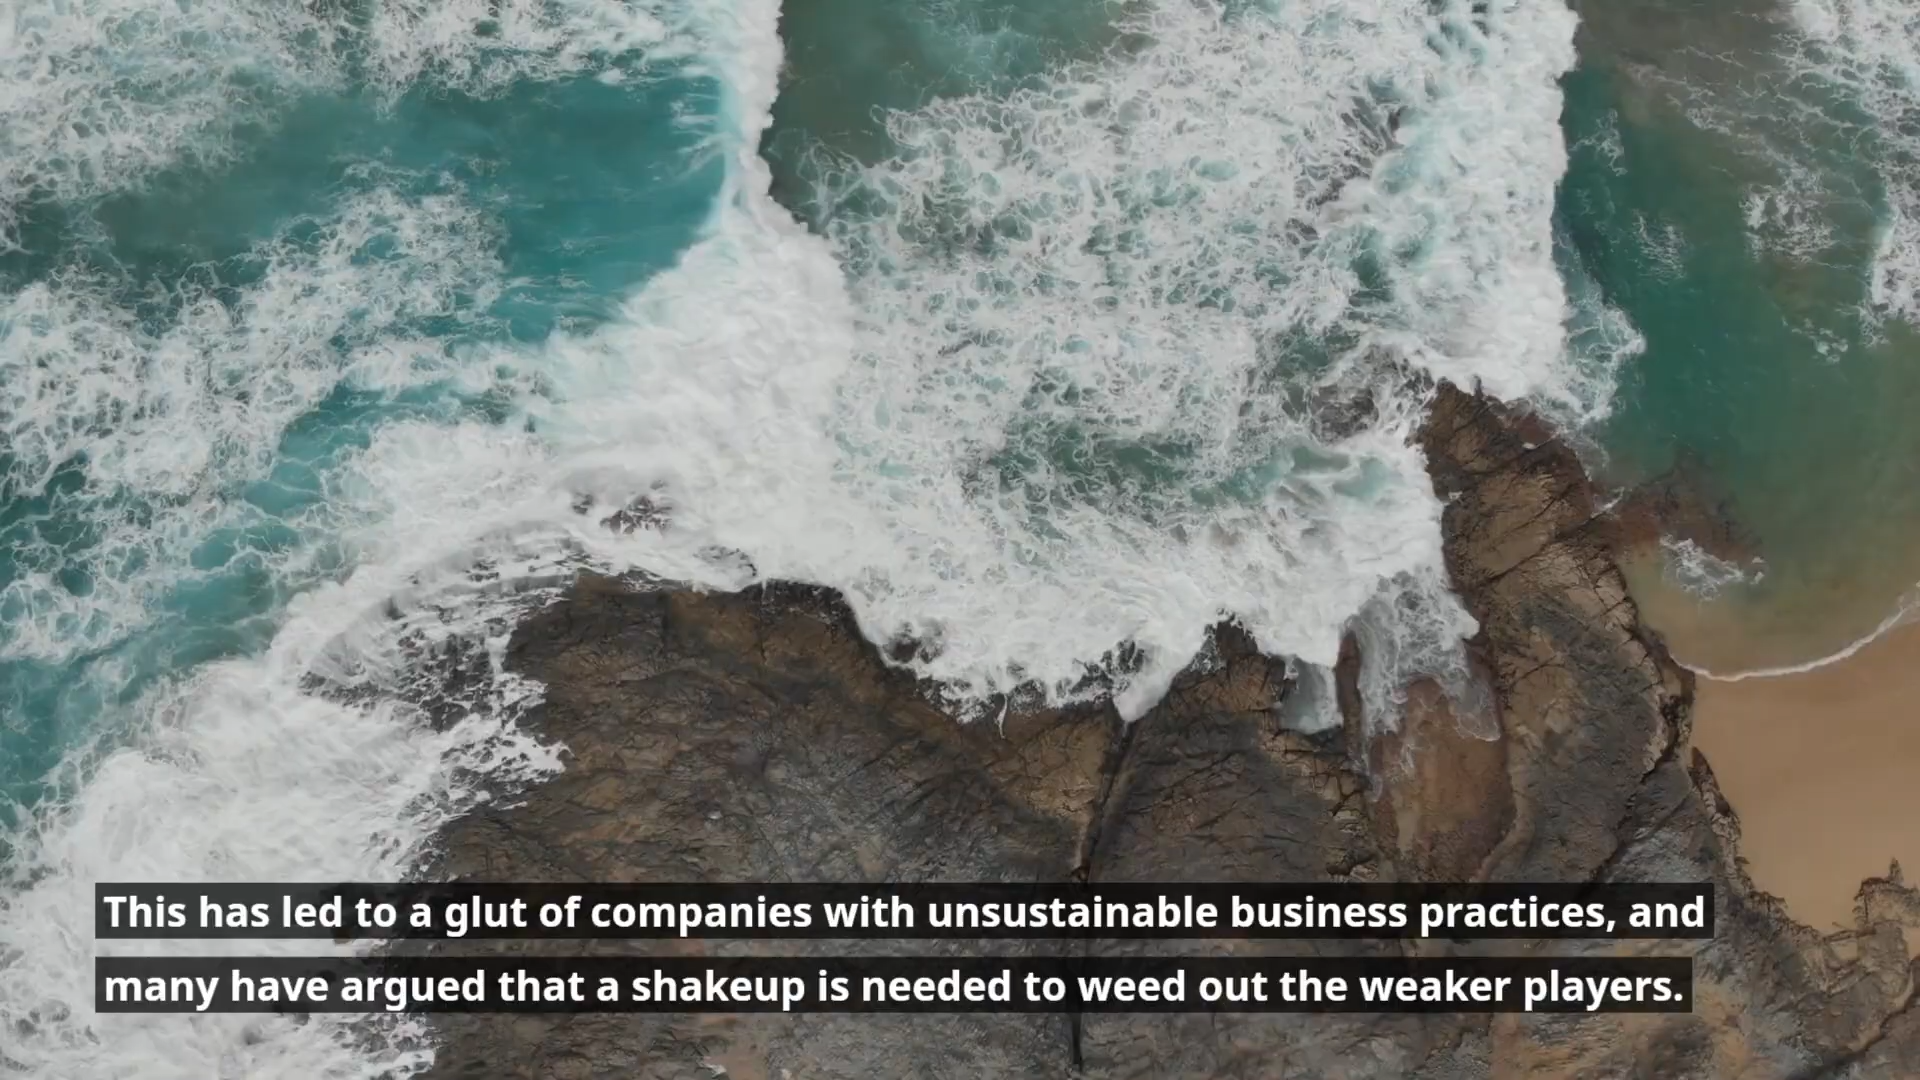 This has led to a glut of companies with unsustainable business practices, and
many have argued that a shakeup is needed to weed out the weaker players.